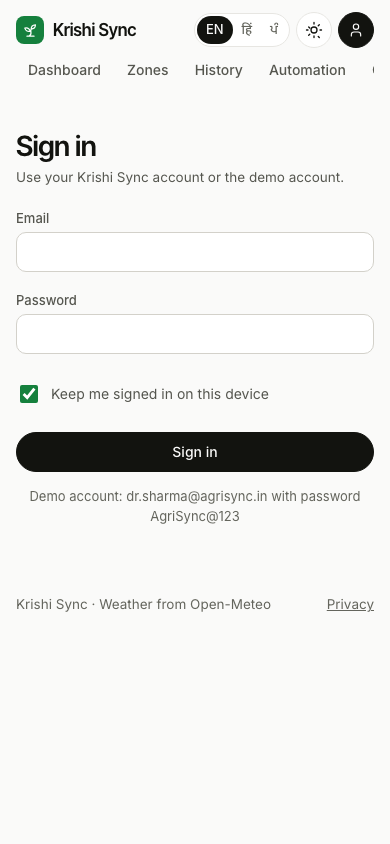 Krishi Sync
EN हिं पं
Dashboard Zones History Automation
Sign in
Use your Krishi Sync account or the demo account.
Email
Password
Keep me signed in on this device
Sign in
Demo account: dr.sharma@agrisync.in with password
AgriSync@123
Krishi Sync · Weather from Open-Meteo Privacy